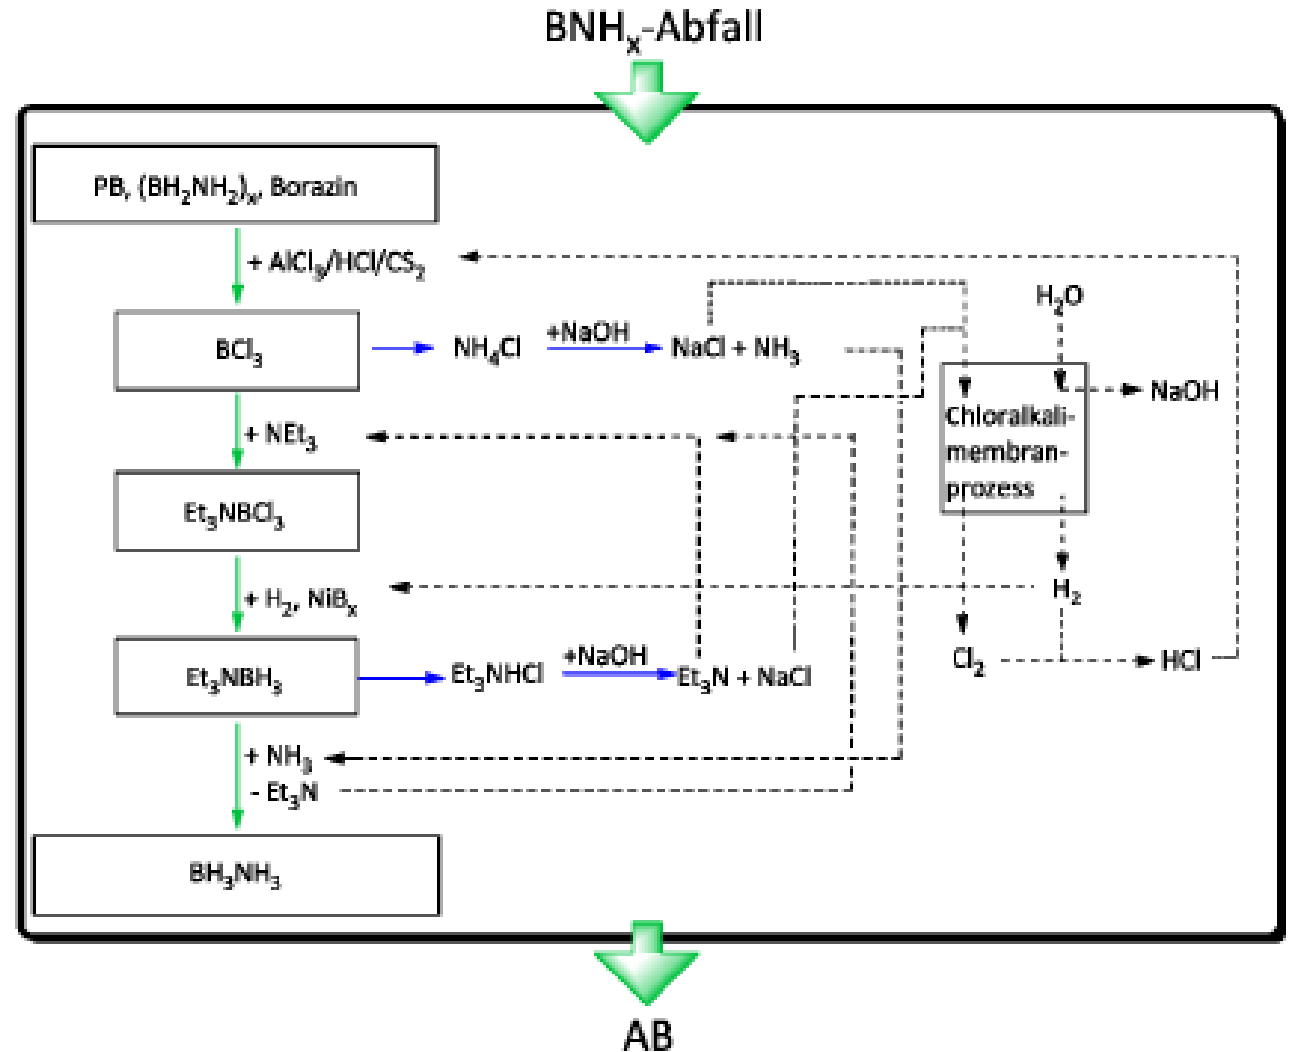 BNHₓ-Abfall
PB, (BH₂NH₂)ₓ, Borazin
+ AlCl₃/HCl/CS₂
H₂O
BCl₃
NH₄Cl
+NaOH
NaCl + NH₃
NaOH
Chloralkali-
membran-
prozess
+ NEt₃
Et₃NBCl₃
+ H₂, NiBₓ
H₂
Et₃NBH₃
Et₃NHCl
+NaOH
Et₃N + NaCl
Cl₂
HCl
+ NH₃
- Et₃N
BH₃NH₃
AB